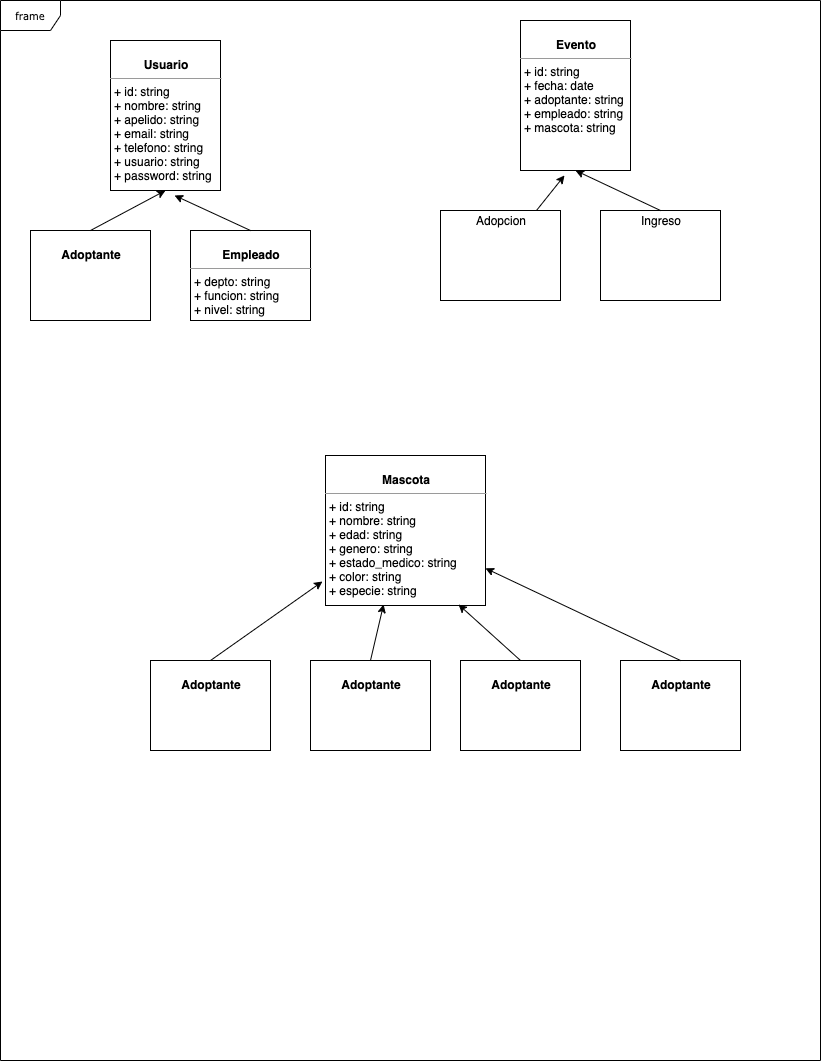 frame
Usuario
+ id: string
+ nombre: string
+ apelido: string
+ email: string
+ telefono: string
+ usuario: string
+ password: string
Adoptante
Empleado
+ depto: string
+ funcion: string
+ nivel: string
Evento
+ id: string
+ fecha: date
+ adoptante: string
+ empleado: string
+ mascota: string
Adopcion
Ingreso
Mascota
+ id: string
+ nombre: string
+ edad: string
+ genero: string
+ estado_medico: string
+ color: string
+ especie: string
Adoptante
Adoptante
Adoptante
Adoptante